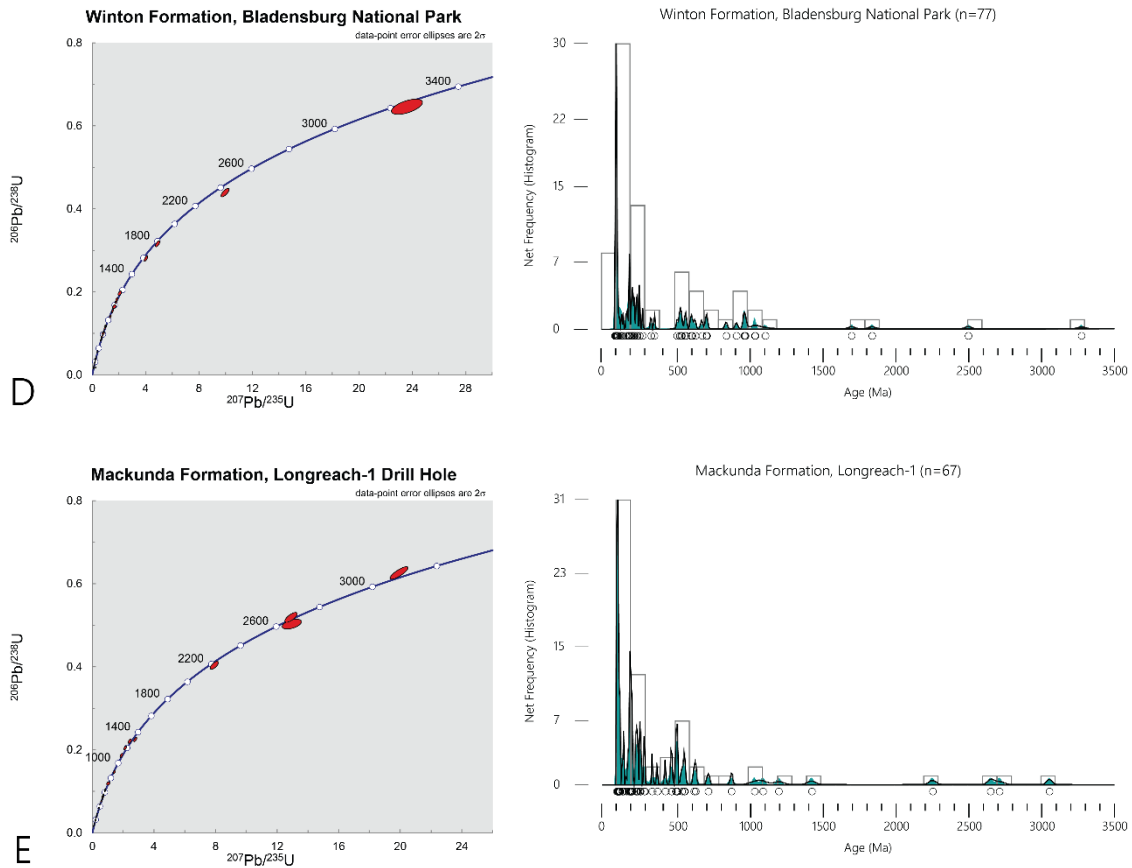 Winton Formation, Bladensburg National Park
data-point error ellipses are 2σ
0.8
0.6
0.4
0.2
0.0
206Pb/238U
1400
1800
2200
2600
3000
3400
0 4 8 12 16 20 24 28
207Pb/235U
D
Winton Formation, Bladensburg National Park (n=77)
30
22
15
7
0
Net Frequency (Histogram)
0 500 1000 1500 2000 2500 3000 3500
Age (Ma)
Mackunda Formation, Longreach-1 Drill Hole
data-point error ellipses are 2σ
0.8
0.6
0.4
0.2
0.0
206Pb/238U
1000
1400
1800
2200
2600
3000
0 4 8 12 16 20 24
207Pb/235U
E
Mackunda Formation, Longreach-1 (n=67)
31
23
15
7
0
Net Frequency (Histogram)
0 500 1000 1500 2000 2500 3000 3500
Age (Ma)